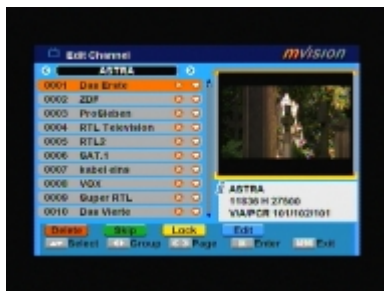 Edit Channel
mvision
ASTRA
0001 Das Erste
0002 ZDF
0003 ProSieben
0004 RTL Television
0005 RTL2
0006 SAT.1
0007 kabel eins
0008 VOX
0009 Super RTL
0010 Das Vierte
ASTRA
11836 H 27500
VIA/PCR 101/102/101
Delete Skip Lock Edit
Select Group Page Enter Exit